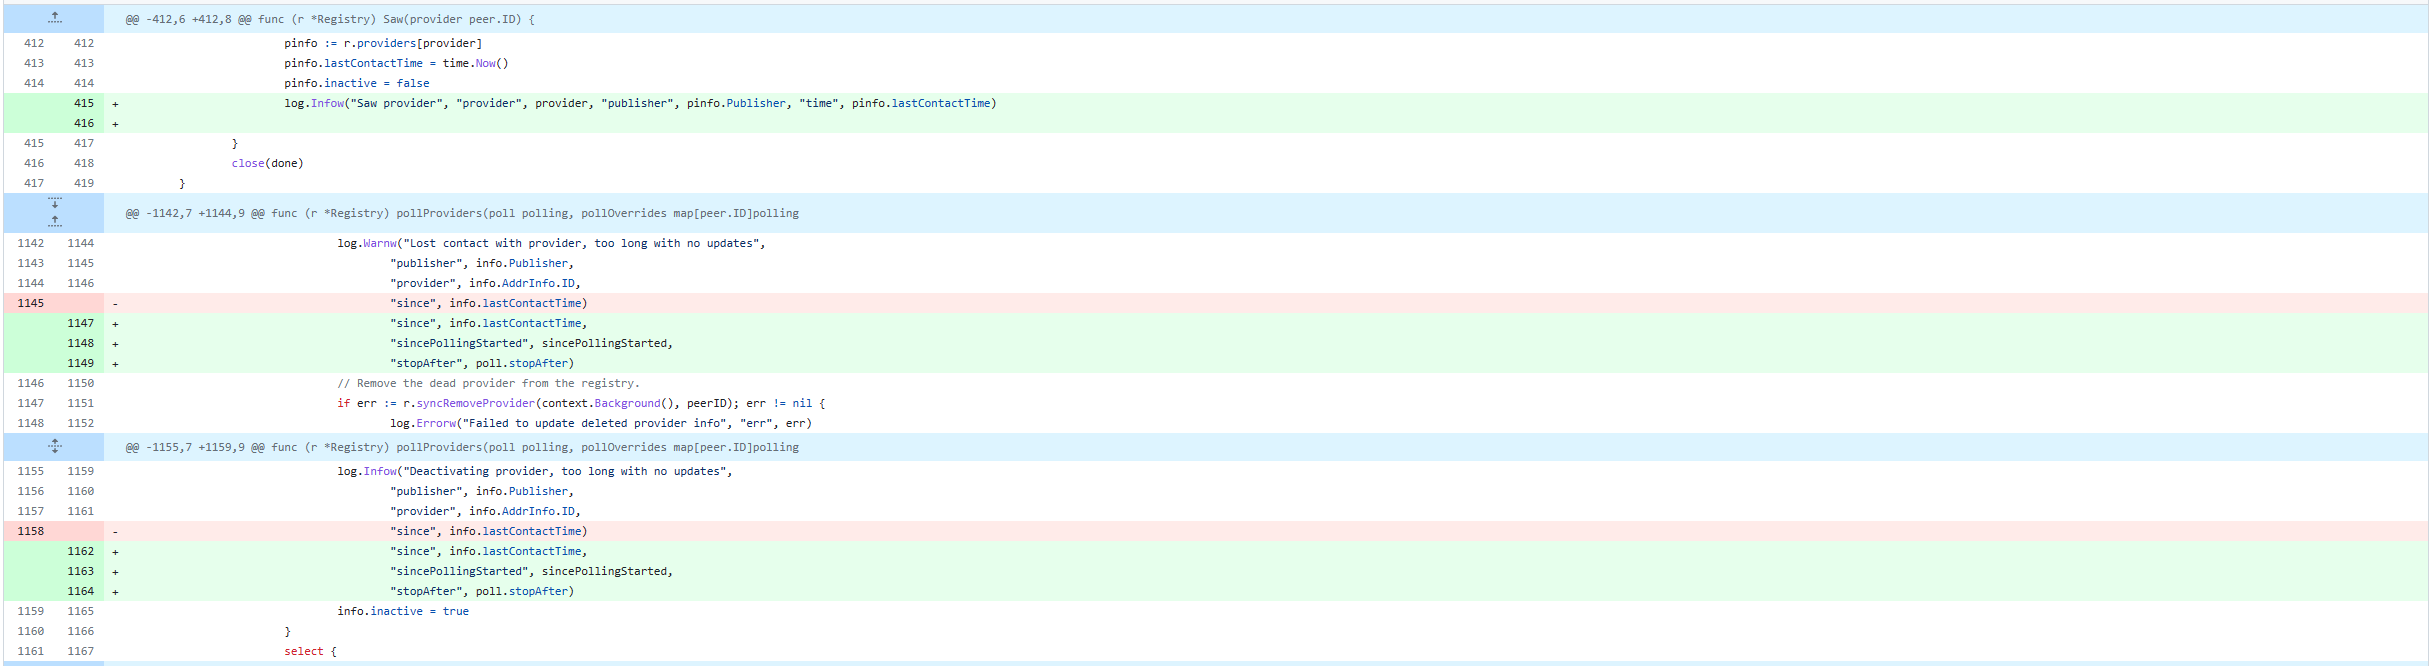 @@ -412,6 +412,8 @@ func (r *Registry) Saw(provider peer.ID) {
412 412 pinfo := r.providers[provider]
413 413 pinfo.lastContactTime = time.Now()
414 414 pinfo.inactive = false
415 + log.Infow("Saw provider", "provider", provider, "publisher", pinfo.Publisher, "time", pinfo.lastContactTime)
416 +
415 417 }
416 418 close(done)
417 419 }
@@ -1142,7 +1144,9 @@ func (r *Registry) pollProviders(poll polling, pollOverrides map[peer.ID]polling
1142 1144 log.Warnw("Lost contact with provider, too long with no updates",
1143 1145 "publisher", info.Publisher,
1144 1146 "provider", info.AddrInfo.ID,
1145 - "since", info.lastContactTime)
1147 + "since", info.lastContactTime,
1148 + "sincePollingStarted", sincePollingStarted,
1149 + "stopAfter", poll.stopAfter)
1146 1150 // Remove the dead provider from the registry.
1147 1151 if err := r.syncRemoveProvider(context.Background(), peerID); err != nil {
1148 1152 log.Errorw("Failed to update deleted provider info", "err", err)
@@ -1155,7 +1159,9 @@ func (r *Registry) pollProviders(poll polling, pollOverrides map[peer.ID]polling
1155 1159 log.Infow("Deactivating provider, too long with no updates",
1156 1160 "publisher", info.Publisher,
1157 1161 "provider", info.AddrInfo.ID,
1158 - "since", info.lastContactTime)
1162 + "since", info.lastContactTime,
1163 + "sincePollingStarted", sincePollingStarted,
1164 + "stopAfter", poll.stopAfter)
1159 1165 info.inactive = true
1160 1166 }
1161 1167 select {